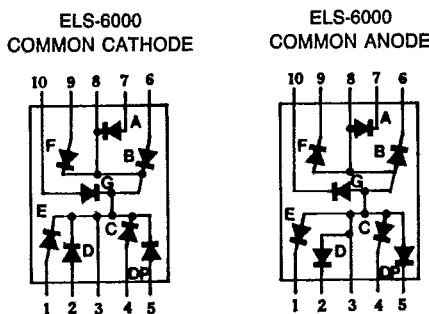 ELS-6000
COMMON CATHODE
10 9 8 7 6
A
F
B
G
E
C
D
DP
1 2 3 4 5
ELS-6000
COMMON ANODE
10 9 8 7 6
A
F
B
G
E
C
D
DP
1 2 3 4 5